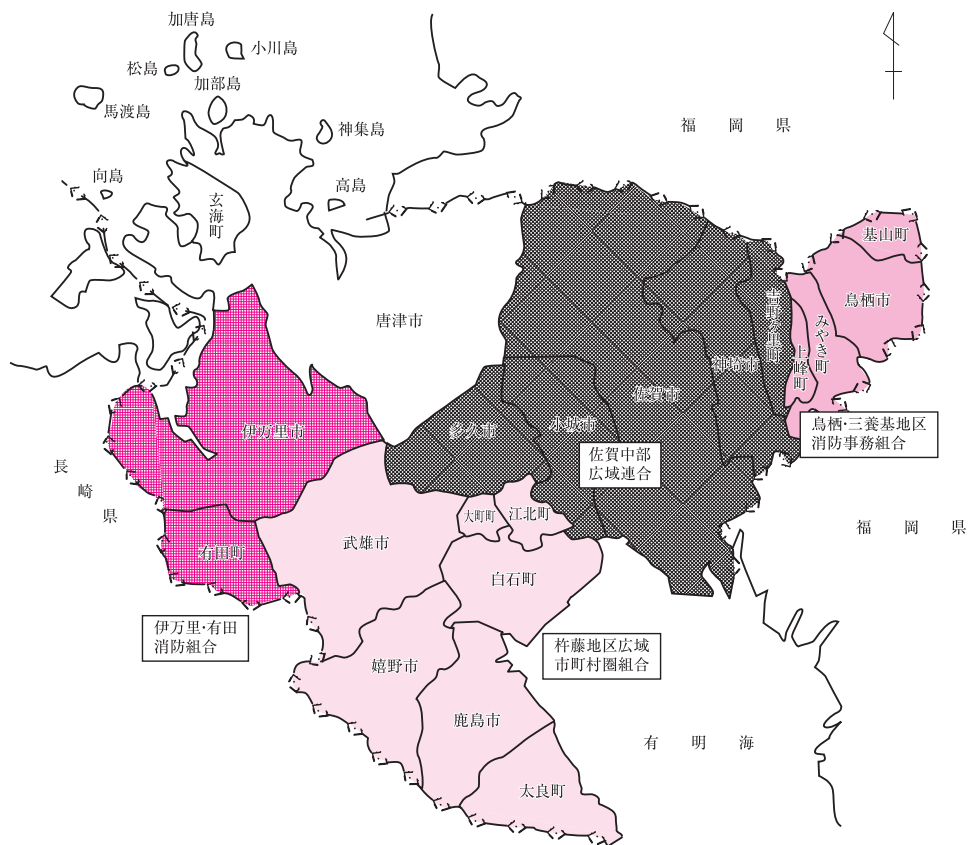 加唐島
小川島
松島
加部島
馬渡島
神集島
福岡県
向島
高島
玄海町
基山町
鳥栖市
唐津市
吉野ヶ里町
みやき町
上峰町
神埼市
佐賀市
鳥栖・三養基地区
消防事務組合
伊万里市
多久市
小城市
佐賀中部
広域連合
長崎県
大町町
江北町
福岡県
武雄市
有田町
白石町
伊万里・有田
消防組合
杵藤地区広域
市町村圏組合
嬉野市
鹿島市
有明海
太良町